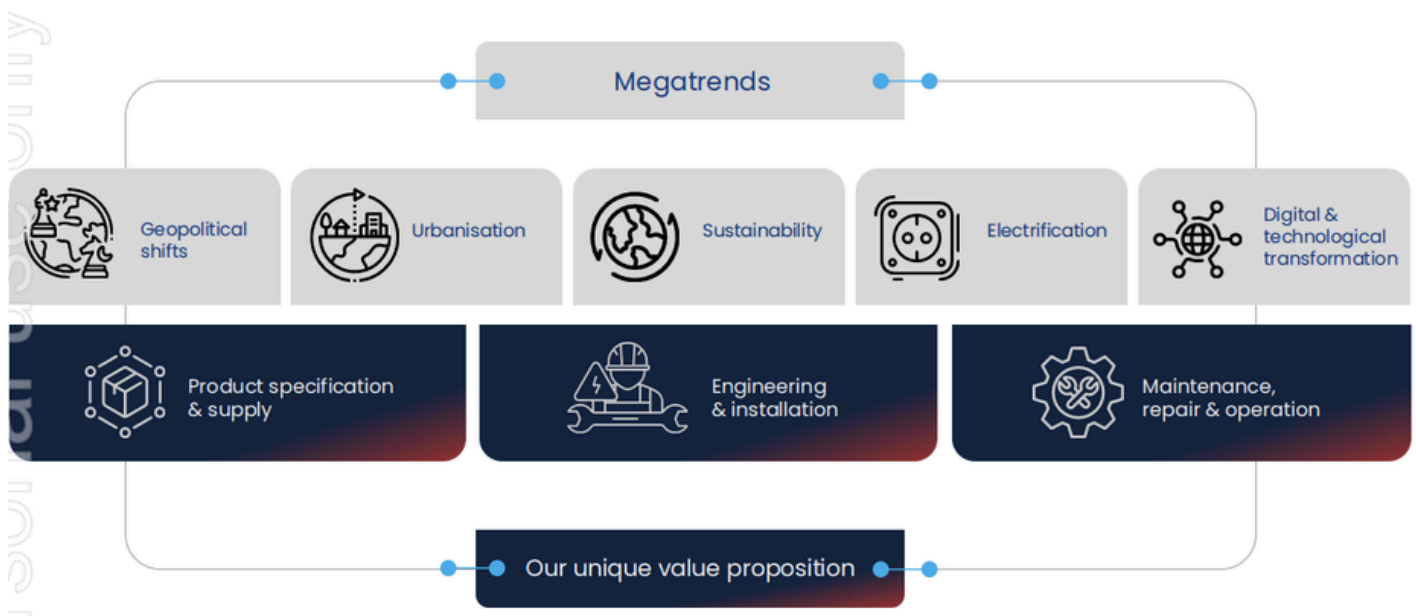 Megatrends
Geopolitical
shifts
Urbanisation
Sustainability
Electrification
Digital &
technological
transformation
Product specification
& supply
Engineering
& installation
Maintenance,
repair & operation
Our unique value proposition